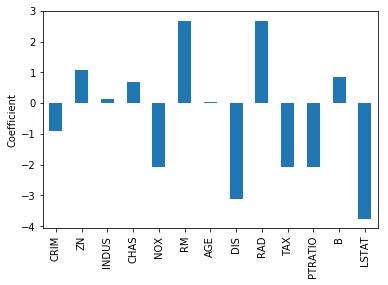 3
2
1
0
−1
−2
−3
−4
Coefficient
CRIM
ZN
INDUS
CHAS
NOX
RM
AGE
DIS
RAD
TAX
PTRATIO
B
LSTAT